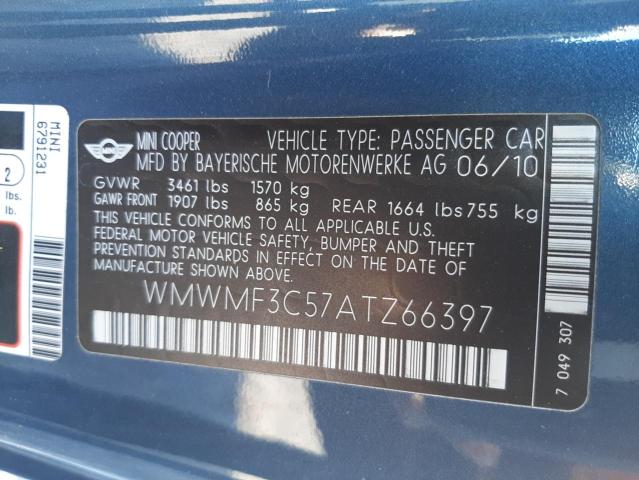 MINI
6791231
2
lbs.
lb.
MINI
MINI COOPER VEHICLE TYPE: PASSENGER CAR
MFD BY BAYERISCHE MOTORENWERKE AG 06/10
GVWR 3461 lbs 1570 kg
GAWR FRONT 1907 lbs 865 kg REAR 1664 lbs 755 kg
THIS VEHICLE CONFORMS TO ALL APPLICABLE U.S.
FEDERAL MOTOR VEHICLE SAFETY, BUMPER AND THEFT
PREVENTION STANDARDS IN EFFECT ON THE DATE OF
MANUFACTURE SHOWN ABOVE.
WMWMF3C57ATZ66397
7 049 307